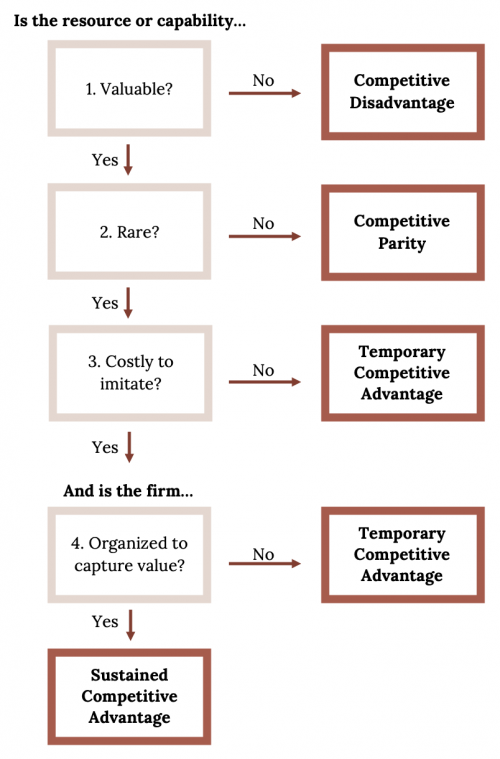 Is the resource or capability...
1. Valuable?
No
Competitive
Disadvantage
Yes
2. Rare?
No
Competitive
Parity
Yes
3. Costly to
imitate?
No
Temporary
Competitive
Advantage
Yes
And is the firm...
4. Organized to
capture value?
No
Temporary
Competitive
Advantage
Yes
Sustained
Competitive
Advantage